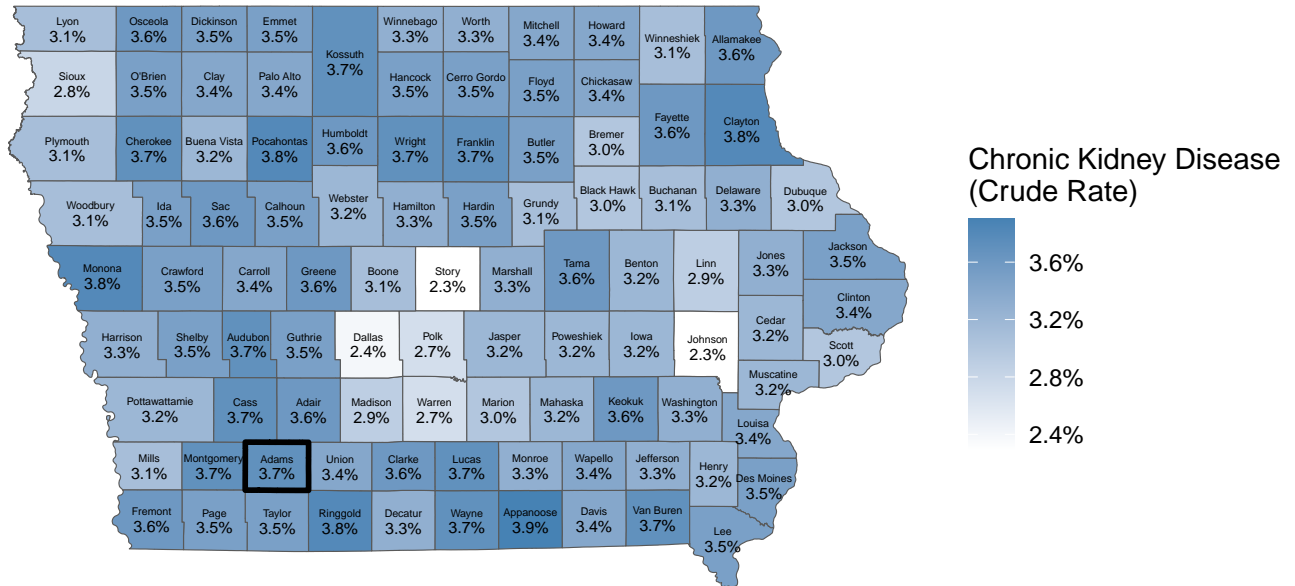 Lyon
3.1%
Osceola
3.6%
Dickinson
3.5%
Emmet
3.5%
Kossuth
3.7%
Winnebago
3.3%
Worth
3.3%
Mitchell
3.4%
Howard
3.4%
Winneshiek
3.1%
Allamakee
3.6%
Sioux
2.8%
O'Brien
3.5%
Clay
3.4%
Palo Alto
3.4%
Hancock
3.5%
Cerro Gordo
3.5%
Floyd
3.5%
Chickasaw
3.4%
Fayette
3.6%
Clayton
3.8%
Plymouth
3.1%
Cherokee
3.7%
Buena Vista
3.2%
Pocahontas
3.8%
Humboldt
3.6%
Wright
3.7%
Franklin
3.7%
Butler
3.5%
Bremer
3.0%
Woodbury
3.1%
Ida
3.5%
Sac
3.6%
Calhoun
3.5%
Webster
3.2%
Hamilton
3.3%
Hardin
3.5%
Grundy
3.1%
Black Hawk
3.0%
Buchanan
3.1%
Delaware
3.3%
Dubuque
3.0%
Monona
3.8%
Crawford
3.5%
Carroll
3.4%
Greene
3.6%
Boone
3.1%
Story
2.3%
Marshall
3.3%
Tama
3.6%
Benton
3.2%
Linn
2.9%
Jones
3.3%
Jackson
3.5%
Clinton
3.4%
Harrison
3.3%
Shelby
3.5%
Audubon
3.7%
Guthrie
3.5%
Dallas
2.4%
Polk
2.7%
Jasper
3.2%
Poweshiek
3.2%
Iowa
3.2%
Johnson
2.3%
Cedar
3.2%
Scott
3.0%
Muscatine
3.2%
Pottawattamie
3.2%
Cass
3.7%
Adair
3.6%
Madison
2.9%
Warren
2.7%
Marion
3.0%
Mahaska
3.2%
Keokuk
3.6%
Washington
3.3%
Louisa
3.4%
Mills
3.1%
Montgomery
3.7%
Adams
3.7%
Union
3.4%
Clarke
3.6%
Lucas
3.7%
Monroe
3.3%
Wapello
3.4%
Jefferson
3.3%
Henry
3.2%
Des Moines
3.5%
Fremont
3.6%
Page
3.5%
Taylor
3.5%
Ringgold
3.8%
Decatur
3.3%
Wayne
3.7%
Appanoose
3.9%
Davis
3.4%
Van Buren
3.7%
Lee
3.5%
Chronic Kidney Disease
(Crude Rate)
3.6%
3.2%
2.8%
2.4%